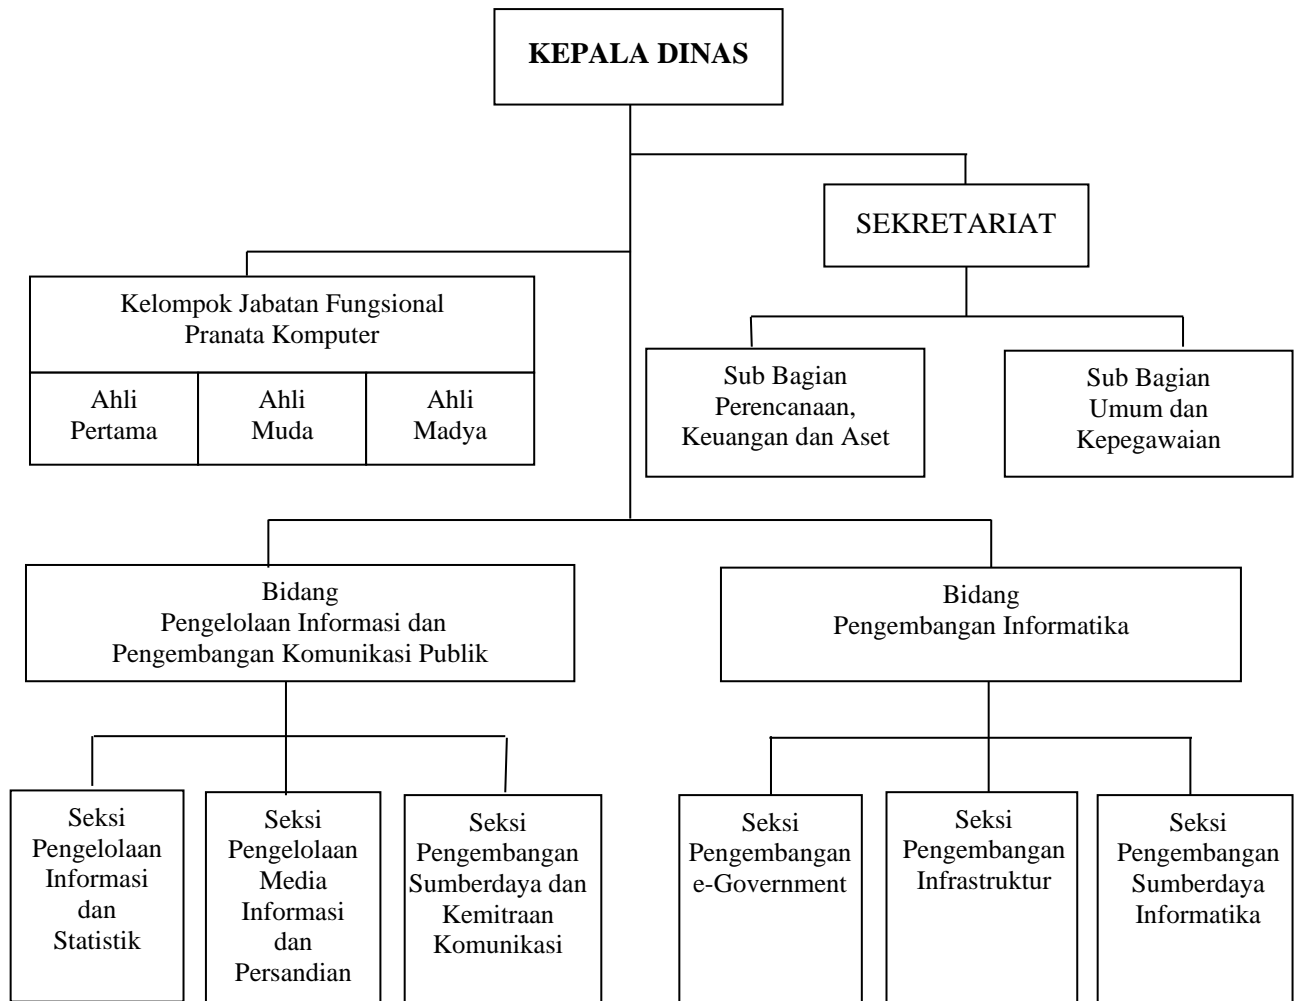 KEPALA DINAS
SEKRETARIAT
Kelompok Jabatan Fungsional
Pranata Komputer
Ahli
Pertama
Ahli
Muda
Ahli
Madya
Sub Bagian
Perencanaan,
Keuangan dan Aset
Sub Bagian
Umum dan
Kepegawaian
Bidang
Pengelolaan Informasi dan
Pengembangan Komunikasi Publik
Bidang
Pengembangan Informatika
Seksi
Pengelolaan
Informasi
dan
Statistik
Seksi
Pengelolaan
Media
Informasi
dan
Persandian
Seksi
Pengembangan
Sumberdaya dan
Kemitraan
Komunikasi
Seksi
Pengembangan
e-Government
Seksi
Pengembangan
Infrastruktur
Seksi
Pengembangan
Sumberdaya
Informatika